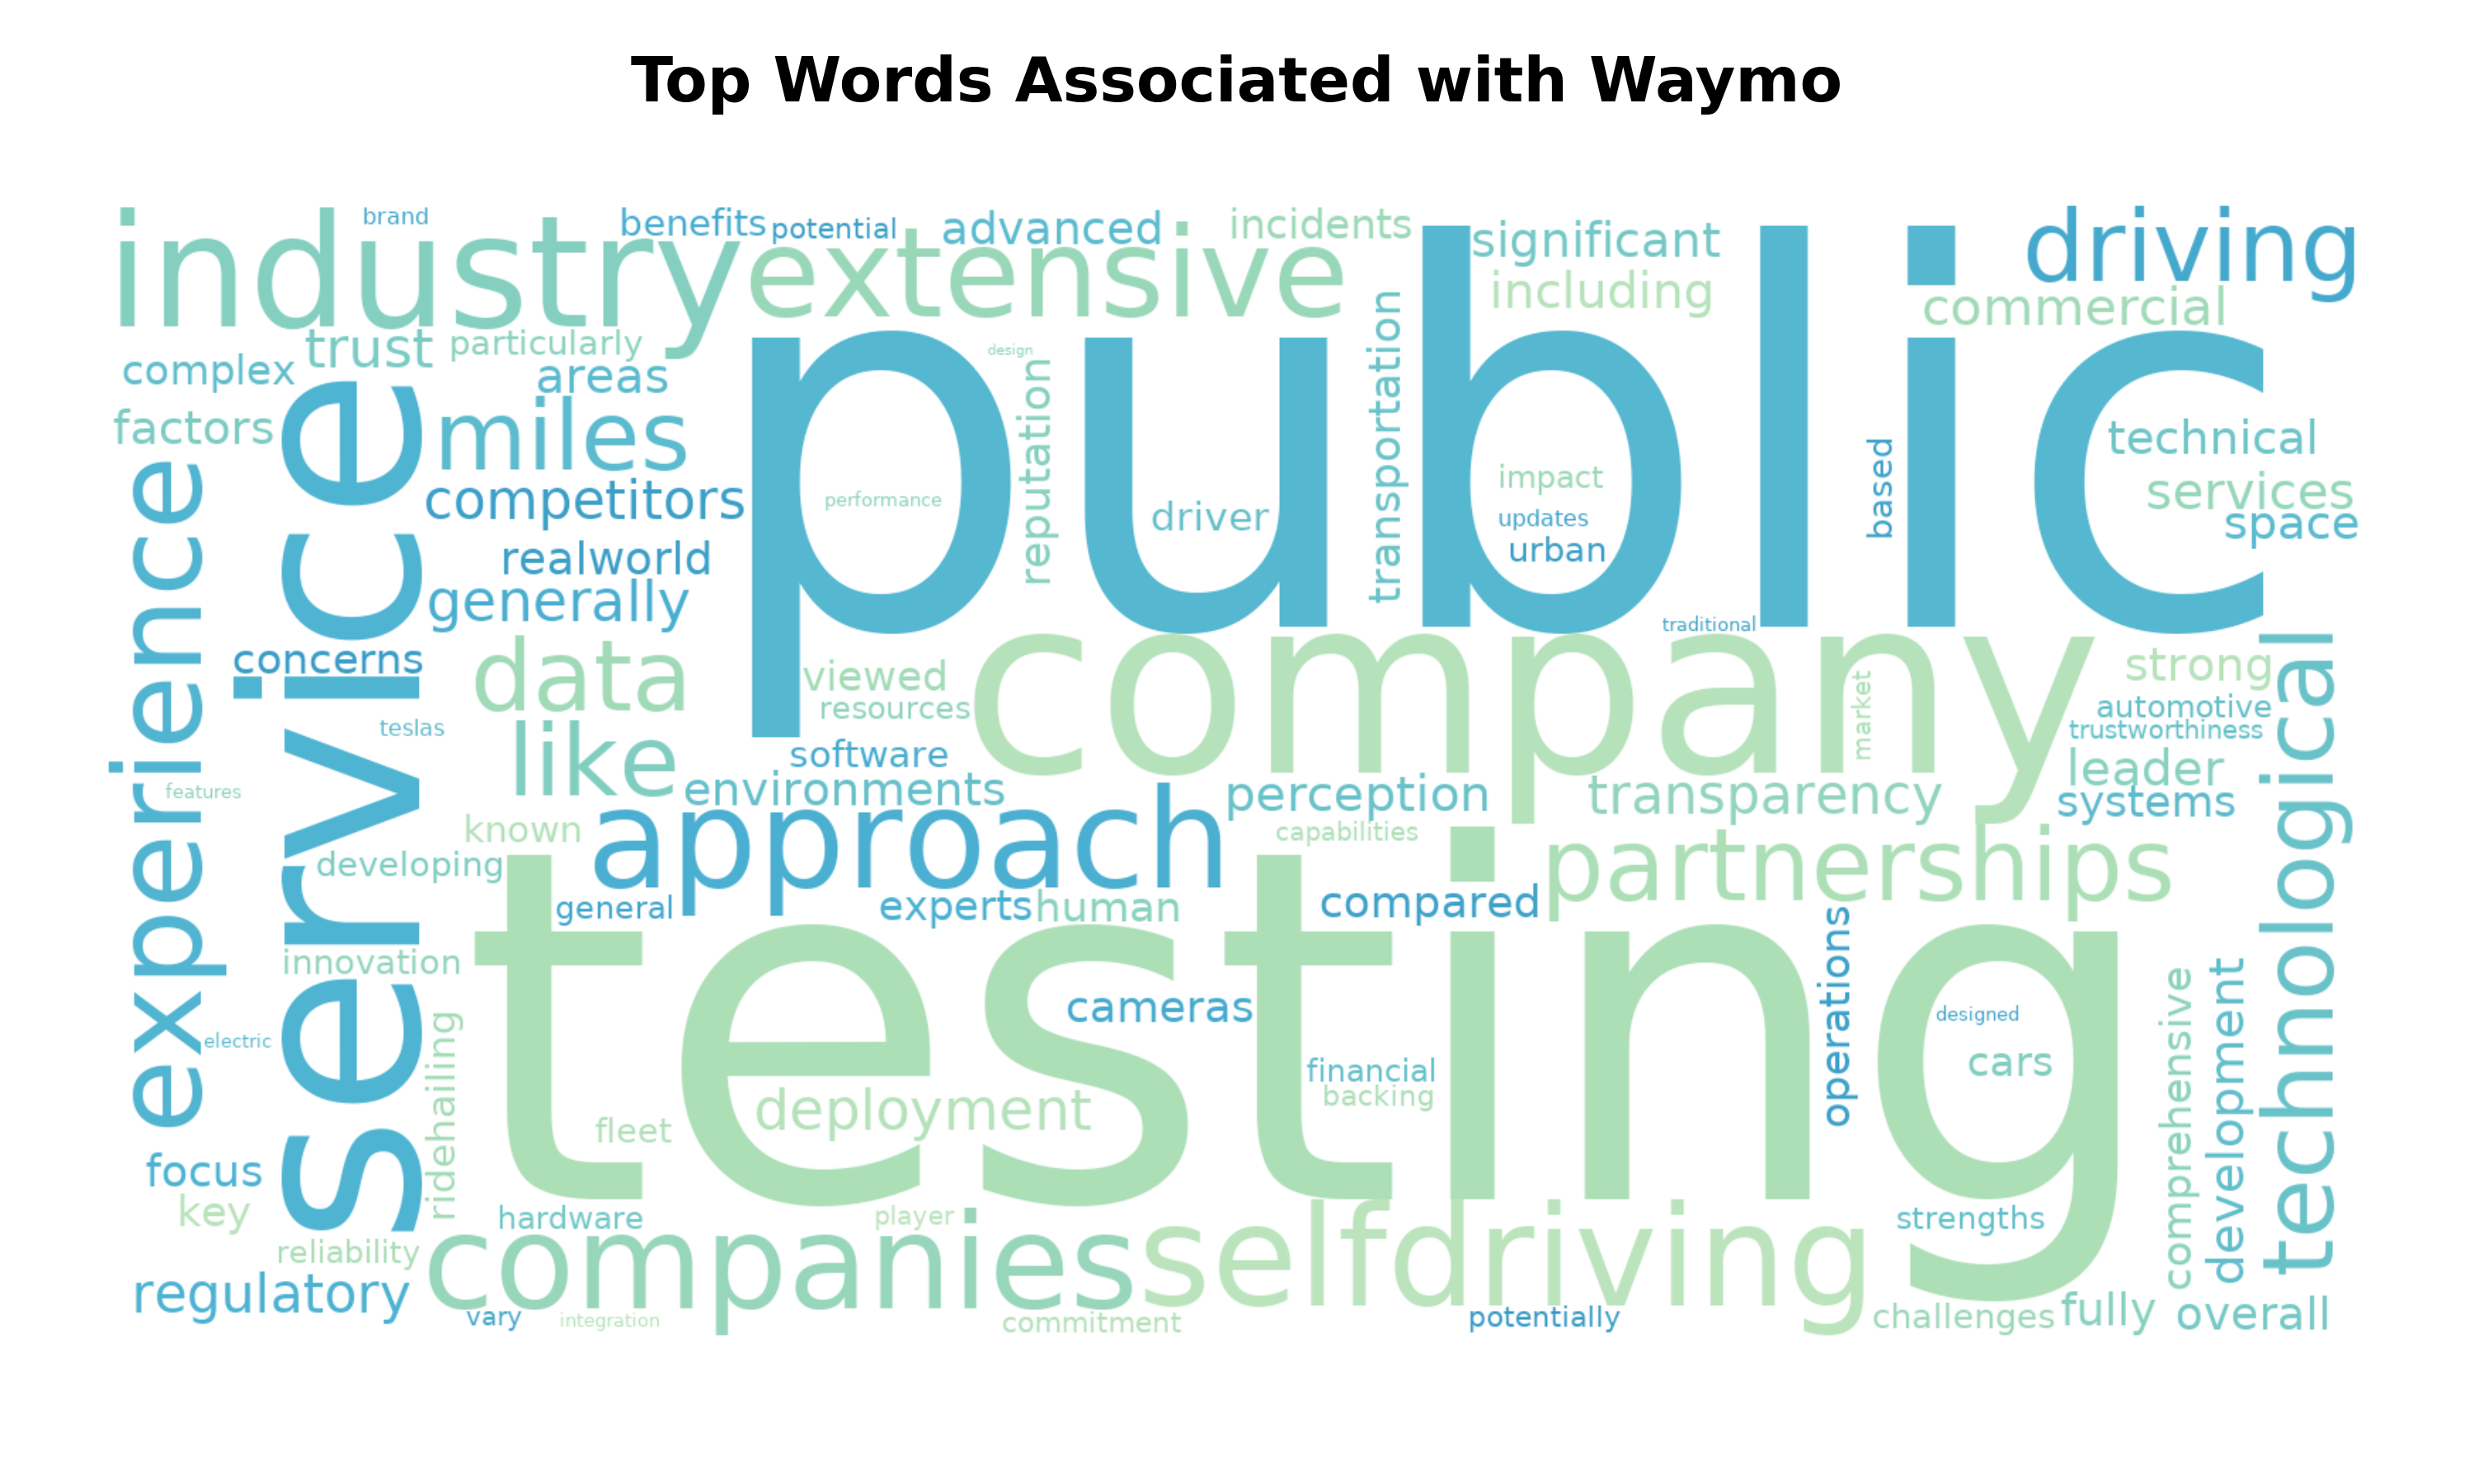 Top Words Associated with Waymo
industry
brand
benefits
potential
advanced
incidents
significant
driving
extensive
including
commercial
public
trust
particularly
complex
areas
design
factors
miles
reputation
transportation
technical
competitors
performance
driver
impact
updates
urban
based
services
space
realworld
generally
experience
service
concerns
data
viewed
resources
company
traditional
market
strong
automotive
trustworthiness
leader
systems
technological
teslas
like
software
environments
perception
transparency
features
known
approach
capabilities
partnerships
developing
general
experts
human
compared
testing
innovation
cameras
operations
designed
cars
comprehensive
development
electric
ridehailing
financial
backing
deployment
fleet
focus
key
hardware
player
strengths
reliability
companies
selfdriving
regulatory
vary
integration
commitment
potentially
challenges
fully
overall